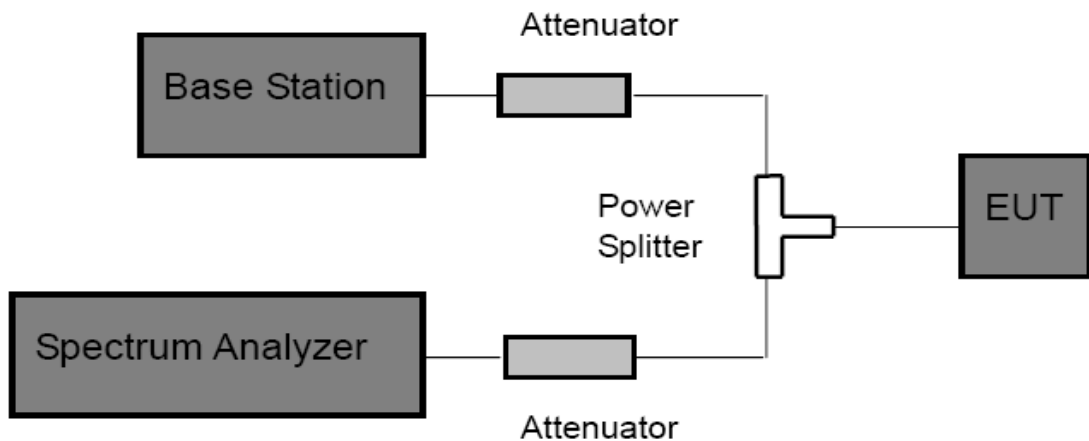 Attenuator
Base Station
Power
Splitter
EUT
Spectrum Analyzer
Attenuator